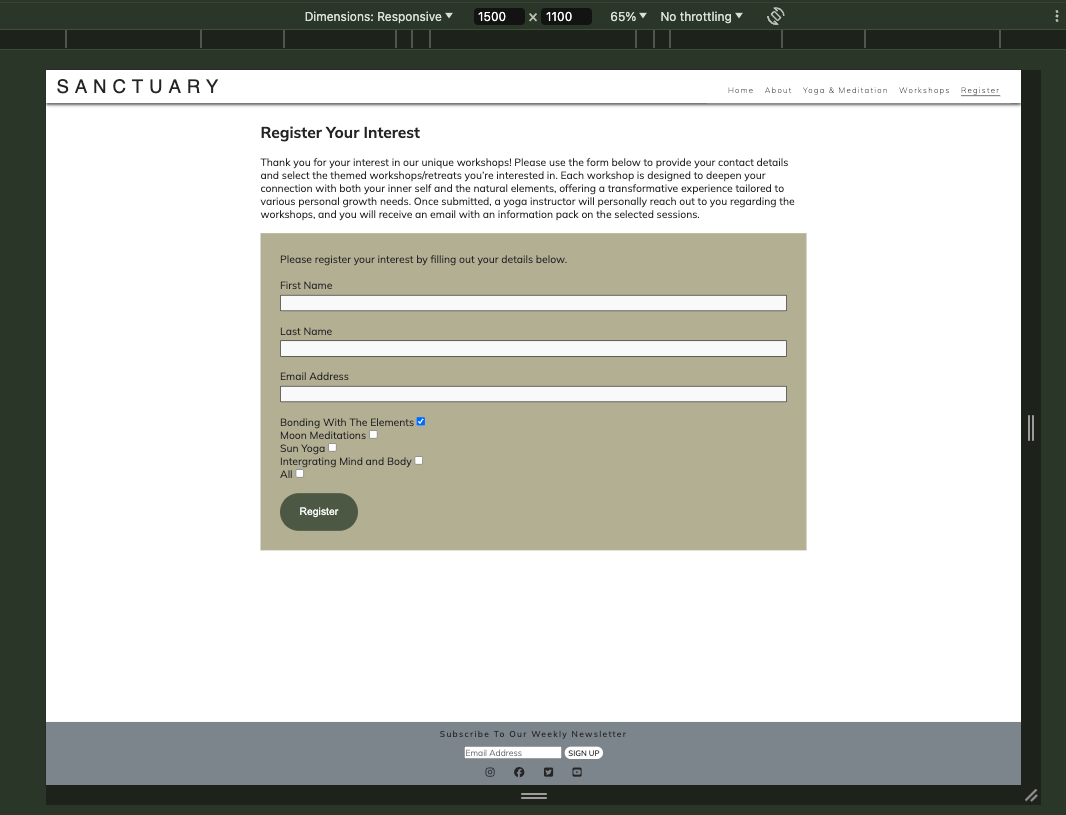 Dimensions: Responsive 1500 x 1100 65% No throttling
SANCTUARY
Home About Yoga & Meditation Workshops Register
Register Your Interest
Thank you for your interest in our unique workshops! Please use the form below to provide your contact details
and select the themed workshops/retreats you're interested in. Each workshop is designed to deepen your
connection with both your inner self and the natural elements, offering a transformative experience tailored to
various personal growth needs. Once submitted, a yoga instructor will personally reach out to you regarding the
workshops, and you will receive an email with an information pack on the selected sessions.
Please register your interest by filling out your details below.
First Name
Last Name
Email Address
Bonding With The Elements
Moon Meditations
Sun Yoga
Intergrating Mind and Body
All
Register
Subscribe To Our Weekly Newsletter
Email Address SIGN UP